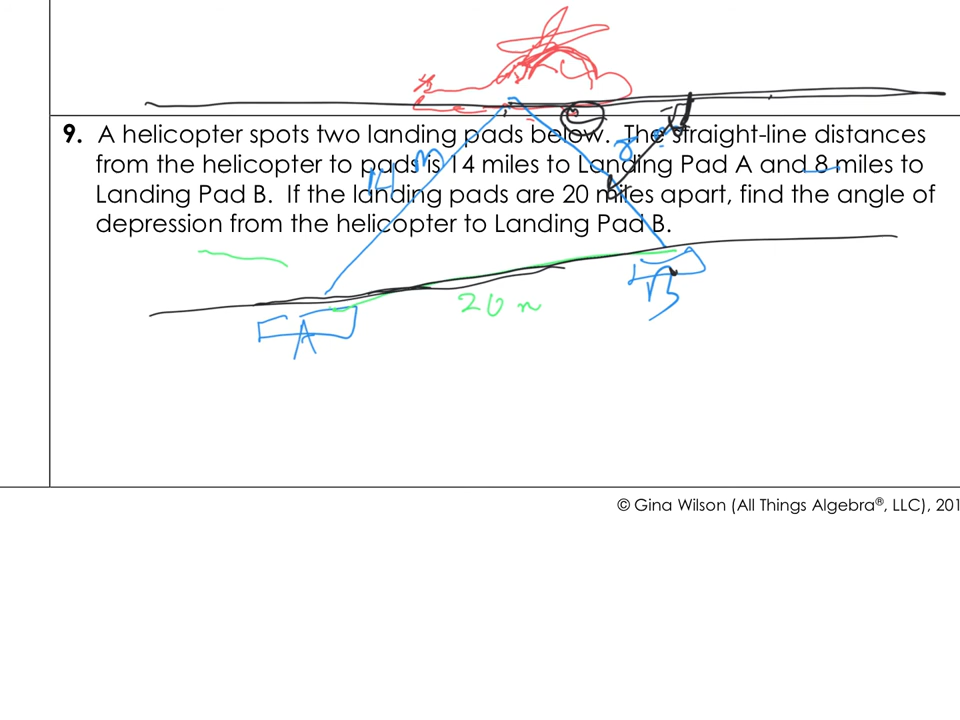 9. A helicopter spots two landing pads below. The straight-line distances
from the helicopter to pads is 14 miles to Landing Pad A and 8 miles to
Landing Pad B. If the landing pads are 20 miles apart, find the angle of
depression from the helicopter to Landing Pad B.
14 m
8
20 m
A
B
© Gina Wilson (All Things Algebra®, LLC), 201